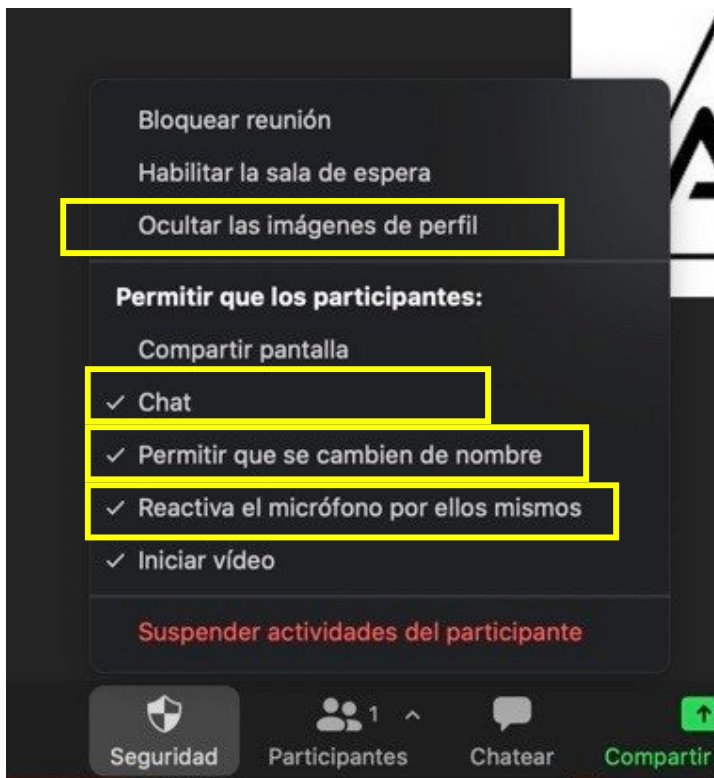 Bloquear reunión
Habilitar la sala de espera
Ocultar las imágenes de perfil
Permitir que los participantes:
Compartir pantalla
✓ Chat
✓ Permitir que se cambien de nombre
✓ Reactiva el micrófono por ellos mismos
✓ Iniciar vídeo
Suspender actividades del participante
1
Seguridad Participantes Chatear Compartir